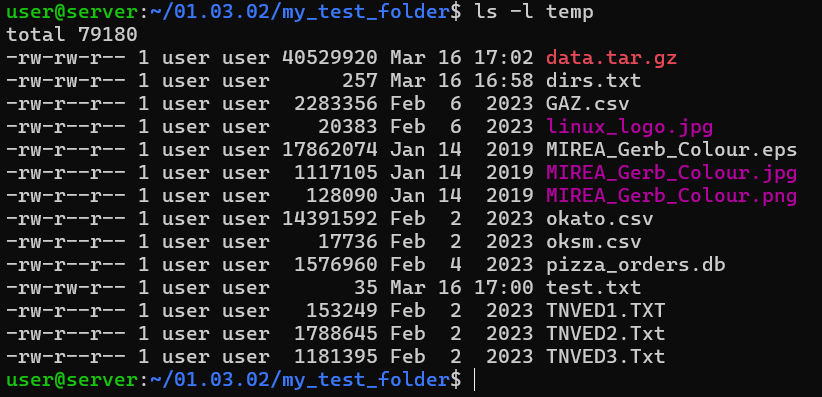 user@server:~/01.03.02/my_test_folder$ ls -l temp
total 79180
-rw-rw-r-- 1 user user 40529920 Mar 16 17:02 data.tar.gz
-rw-rw-r-- 1 user user      257 Mar 16 16:58 dirs.txt
-rw-r--r-- 1 user user  2283356 Feb  6  2023 GAZ.csv
-rw-r--r-- 1 user user    20383 Feb  6  2023 linux_logo.jpg
-rw-r--r-- 1 user user 17862074 Jan 14  2019 MIREA_Gerb_Colour.eps
-rw-r--r-- 1 user user  1117105 Jan 14  2019 MIREA_Gerb_Colour.jpg
-rw-r--r-- 1 user user   128090 Jan 14  2019 MIREA_Gerb_Colour.png
-rw-r--r-- 1 user user 14391592 Feb  2  2023 okato.csv
-rw-r--r-- 1 user user    17736 Feb  2  2023 oksm.csv
-rw-r--r-- 1 user user  1576960 Feb  4  2023 pizza_orders.db
-rw-rw-r-- 1 user user       35 Mar 16 17:00 test.txt
-rw-r--r-- 1 user user   153249 Feb  2  2023 TNVED1.TXT
-rw-r--r-- 1 user user  1788645 Feb  2  2023 TNVED2.Txt
-rw-r--r-- 1 user user  1181395 Feb  2  2023 TNVED3.Txt
user@server:~/01.03.02/my_test_folder$